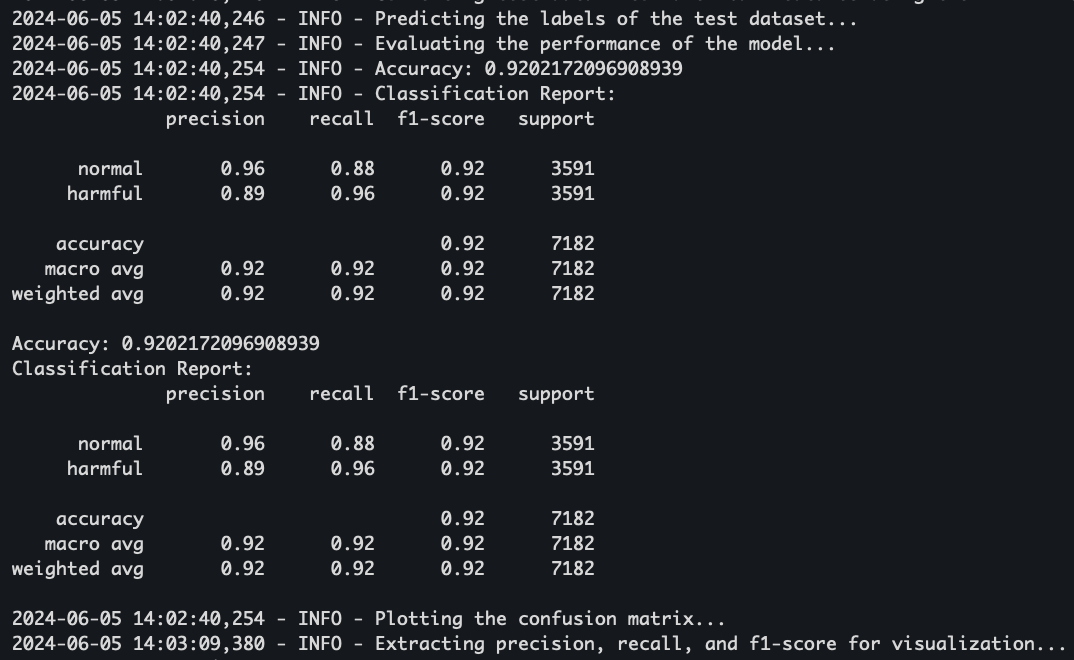 2024-06-05 14:02:40,246 - INFO - Predicting the labels of the test dataset...
2024-06-05 14:02:40,247 - INFO - Evaluating the performance of the model...
2024-06-05 14:02:40,254 - INFO - Accuracy: 0.9202172096908939
2024-06-05 14:02:40,254 - INFO - Classification Report:
              precision    recall  f1-score   support

      normal       0.96      0.88      0.92      3591
     harmful       0.89      0.96      0.92      3591

    accuracy                           0.92      7182
   macro avg       0.92      0.92      0.92      7182
weighted avg       0.92      0.92      0.92      7182

Accuracy: 0.9202172096908939
Classification Report:
              precision    recall  f1-score   support

      normal       0.96      0.88      0.92      3591
     harmful       0.89      0.96      0.92      3591

    accuracy                           0.92      7182
   macro avg       0.92      0.92      0.92      7182
weighted avg       0.92      0.92      0.92      7182

2024-06-05 14:02:40,254 - INFO - Plotting the confusion matrix...
2024-06-05 14:03:09,380 - INFO - Extracting precision, recall, and f1-score for visualization...